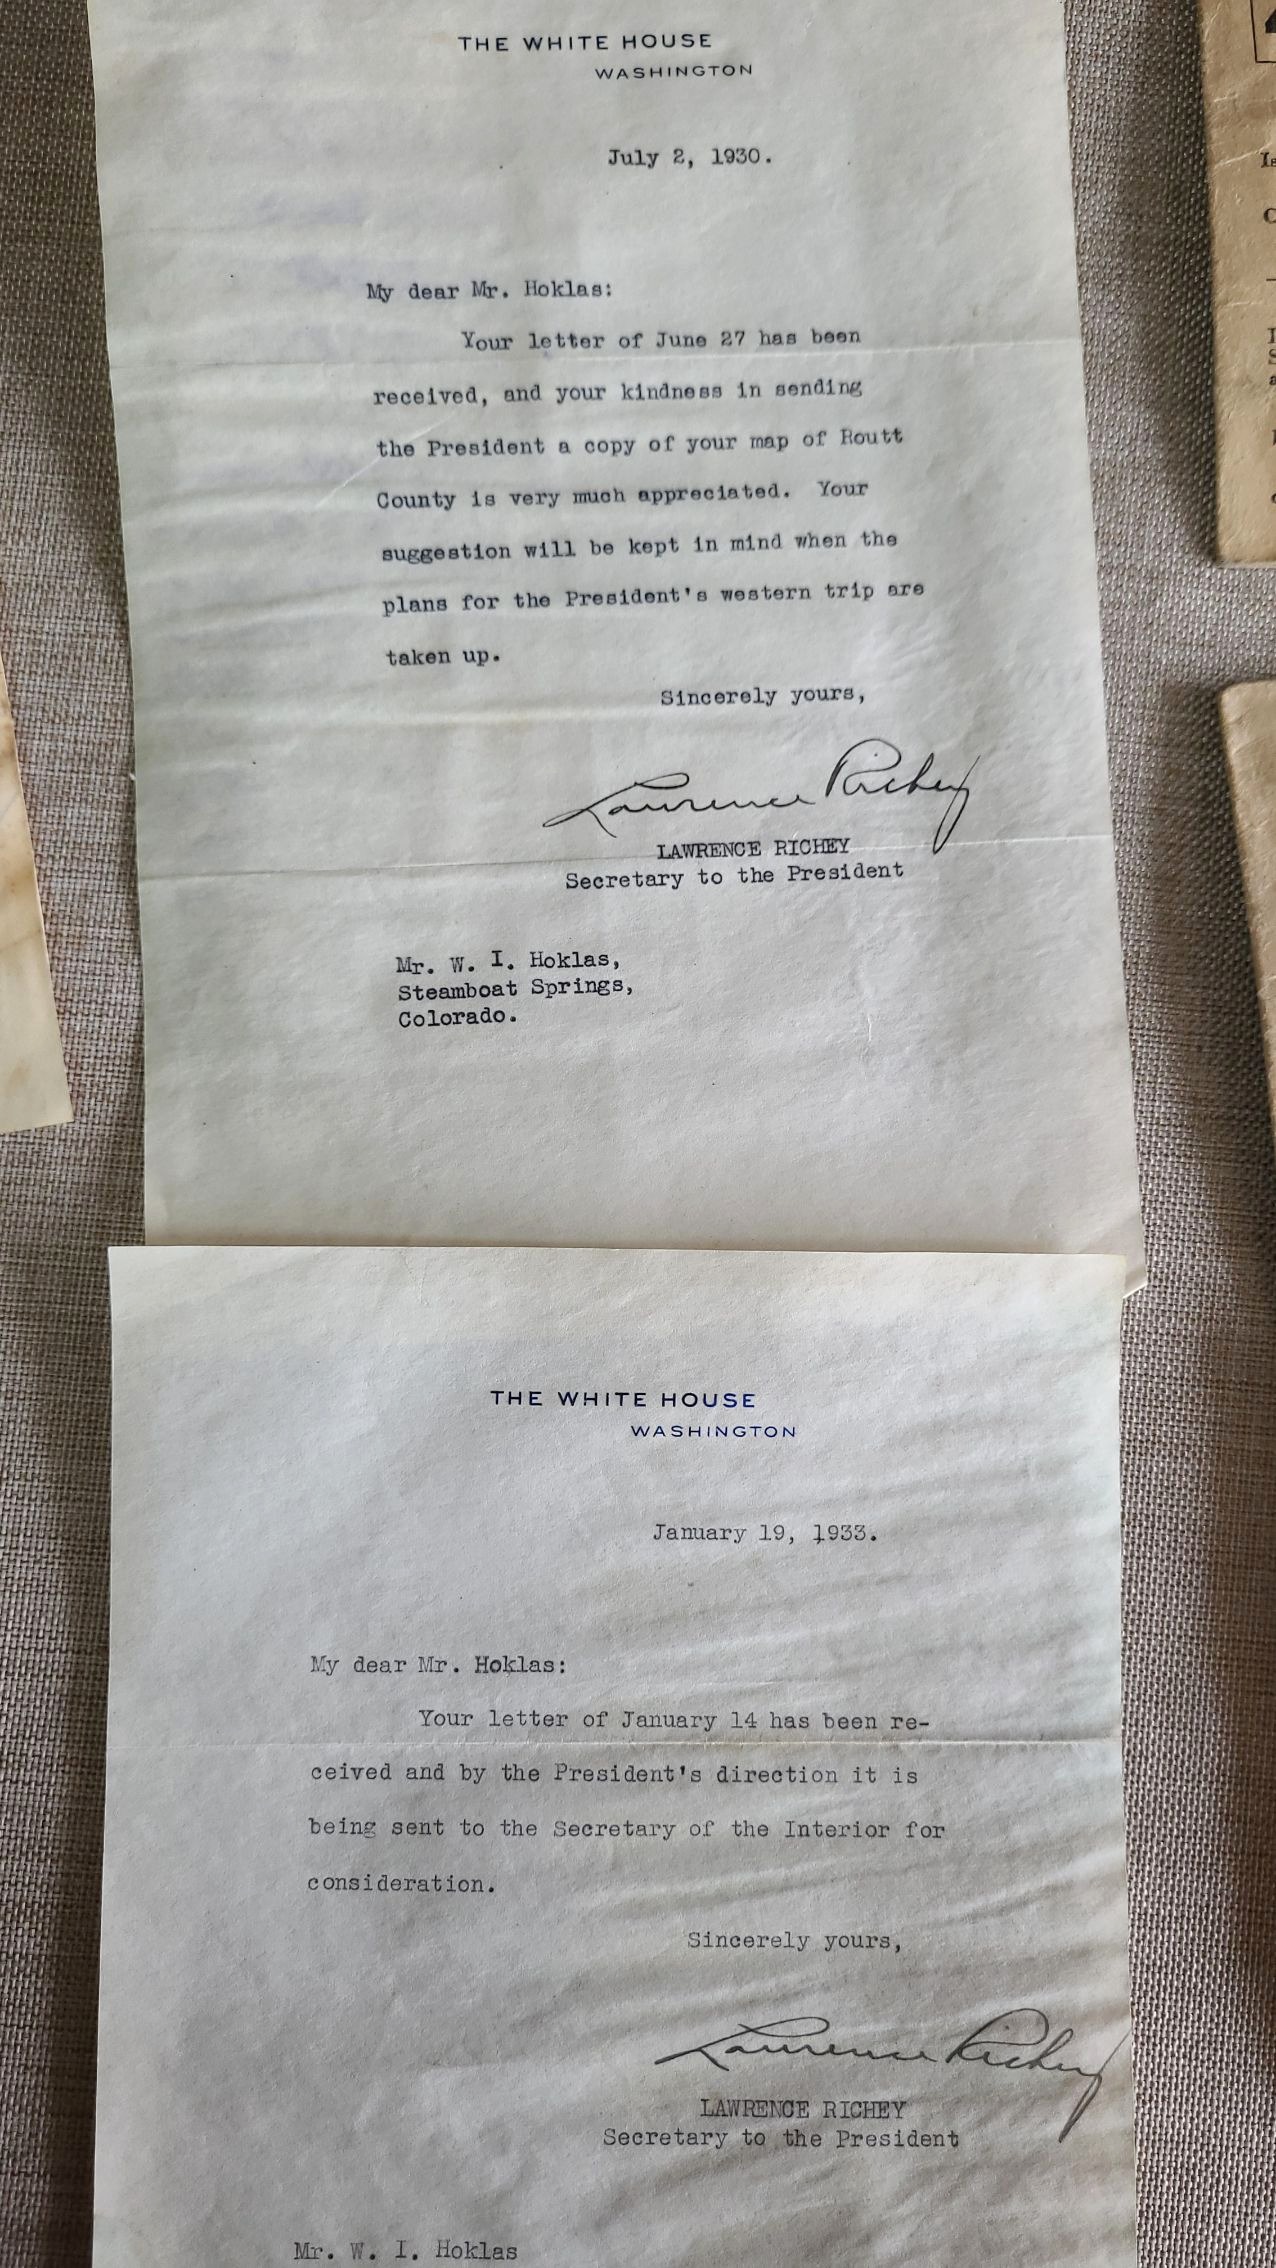 THE WHITE HOUSE
WASHINGTON
July 2, 1930.
My dear Mr. Hoklas:
Your letter of June 27 has been
received, and your kindness in sending
the President a copy of your map of Routt
County is very much appreciated. Your
suggestion will be kept in mind when the
plans for the President's western trip are
taken up.
Sincerely yours,
Lawrence Richey
LAWRENCE RICHEY
Secretary to the President
Mr. W. I. Hoklas,
Steamboat Springs,
Colorado.
THE WHITE HOUSE
WASHINGTON
January 19, 1933.
My dear Mr. Hoklas:
Your letter of January 14 has been re-
ceived and by the President's direction it is
being sent to the Secretary of the Interior for
consideration.
Sincerely yours,
Lawrence Richey
LAWRENCE RICHEY
Secretary to the President
Mr. W. I. Hoklas